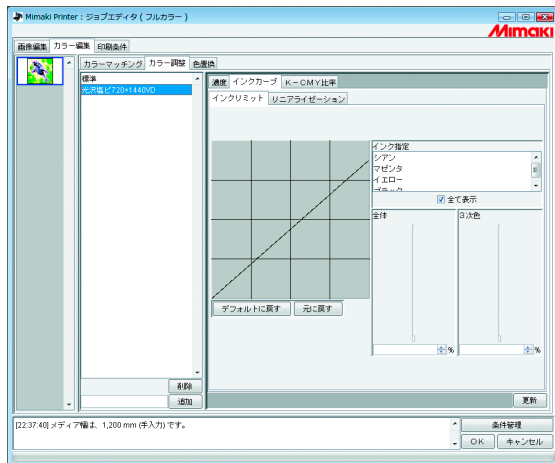 Mimaki Printer : ジョブエディタ ( フルカラー )
Mimaki
画像編集 カラー編集 印刷条件
カラーマッチング カラー調整 色置換
標準
光沢塩ビ720×1440VD
濃度 インクカーブ K-CMY比率
インクリミット リニアライゼーション
インク指定
シアン
マゼンタ
イエロー
ブラック
全て表示
全体
3次色
デフォルトに戻す 元に戻す
% %
削除
追加
更新
[22:37:40] メディア幅は、1,200 mm (手入力) です。
条件管理
OK キャンセル